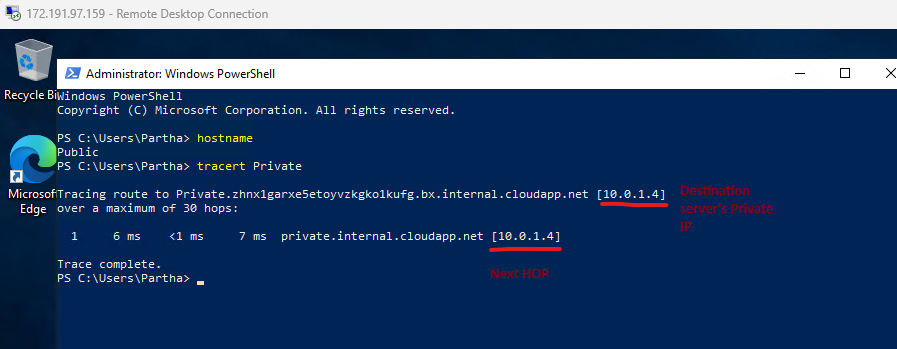 172.191.97.159 - Remote Desktop Connection
Recycle Bi
Administrator: Windows PowerShell
Windows PowerShell
Copyright (C) Microsoft Corporation. All rights reserved.
PS C:\Users\Partha> hostname
Public
PS C:\Users\Partha> tracert Private
Microsof
Edge
Tracing route to Private.zhnx1garxe5etoyvzkgko1kufg.bx.internal.cloudapp.net [10.0.1.4]
over a maximum of 30 hops:
Destination
server's Private
IP
1 6 ms <1 ms 7 ms private.internal.cloudapp.net [10.0.1.4]
Next HOP
Trace complete.
PS C:\Users\Partha>